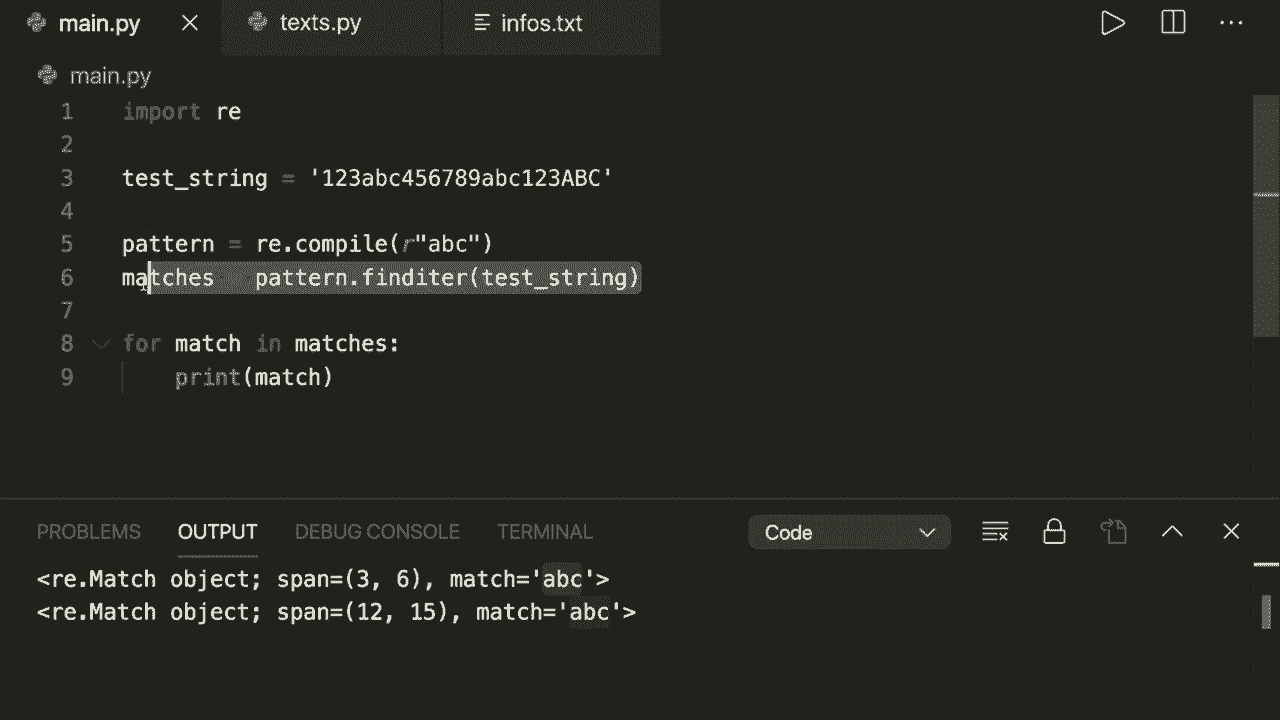 main.py texts.py infos.txt
main.py
1 import re
2
3 test_string = '123abc456789abc123ABC'
4
5 pattern = re.compile(r"abc")
6 matches pattern.finditer(test_string)
7
8 for match in matches:
9 print(match)
PROBLEMS OUTPUT DEBUG CONSOLE TERMINAL Code
<re.Match object; span=(3, 6), match='abc'>
<re.Match object; span=(12, 15), match='abc'>